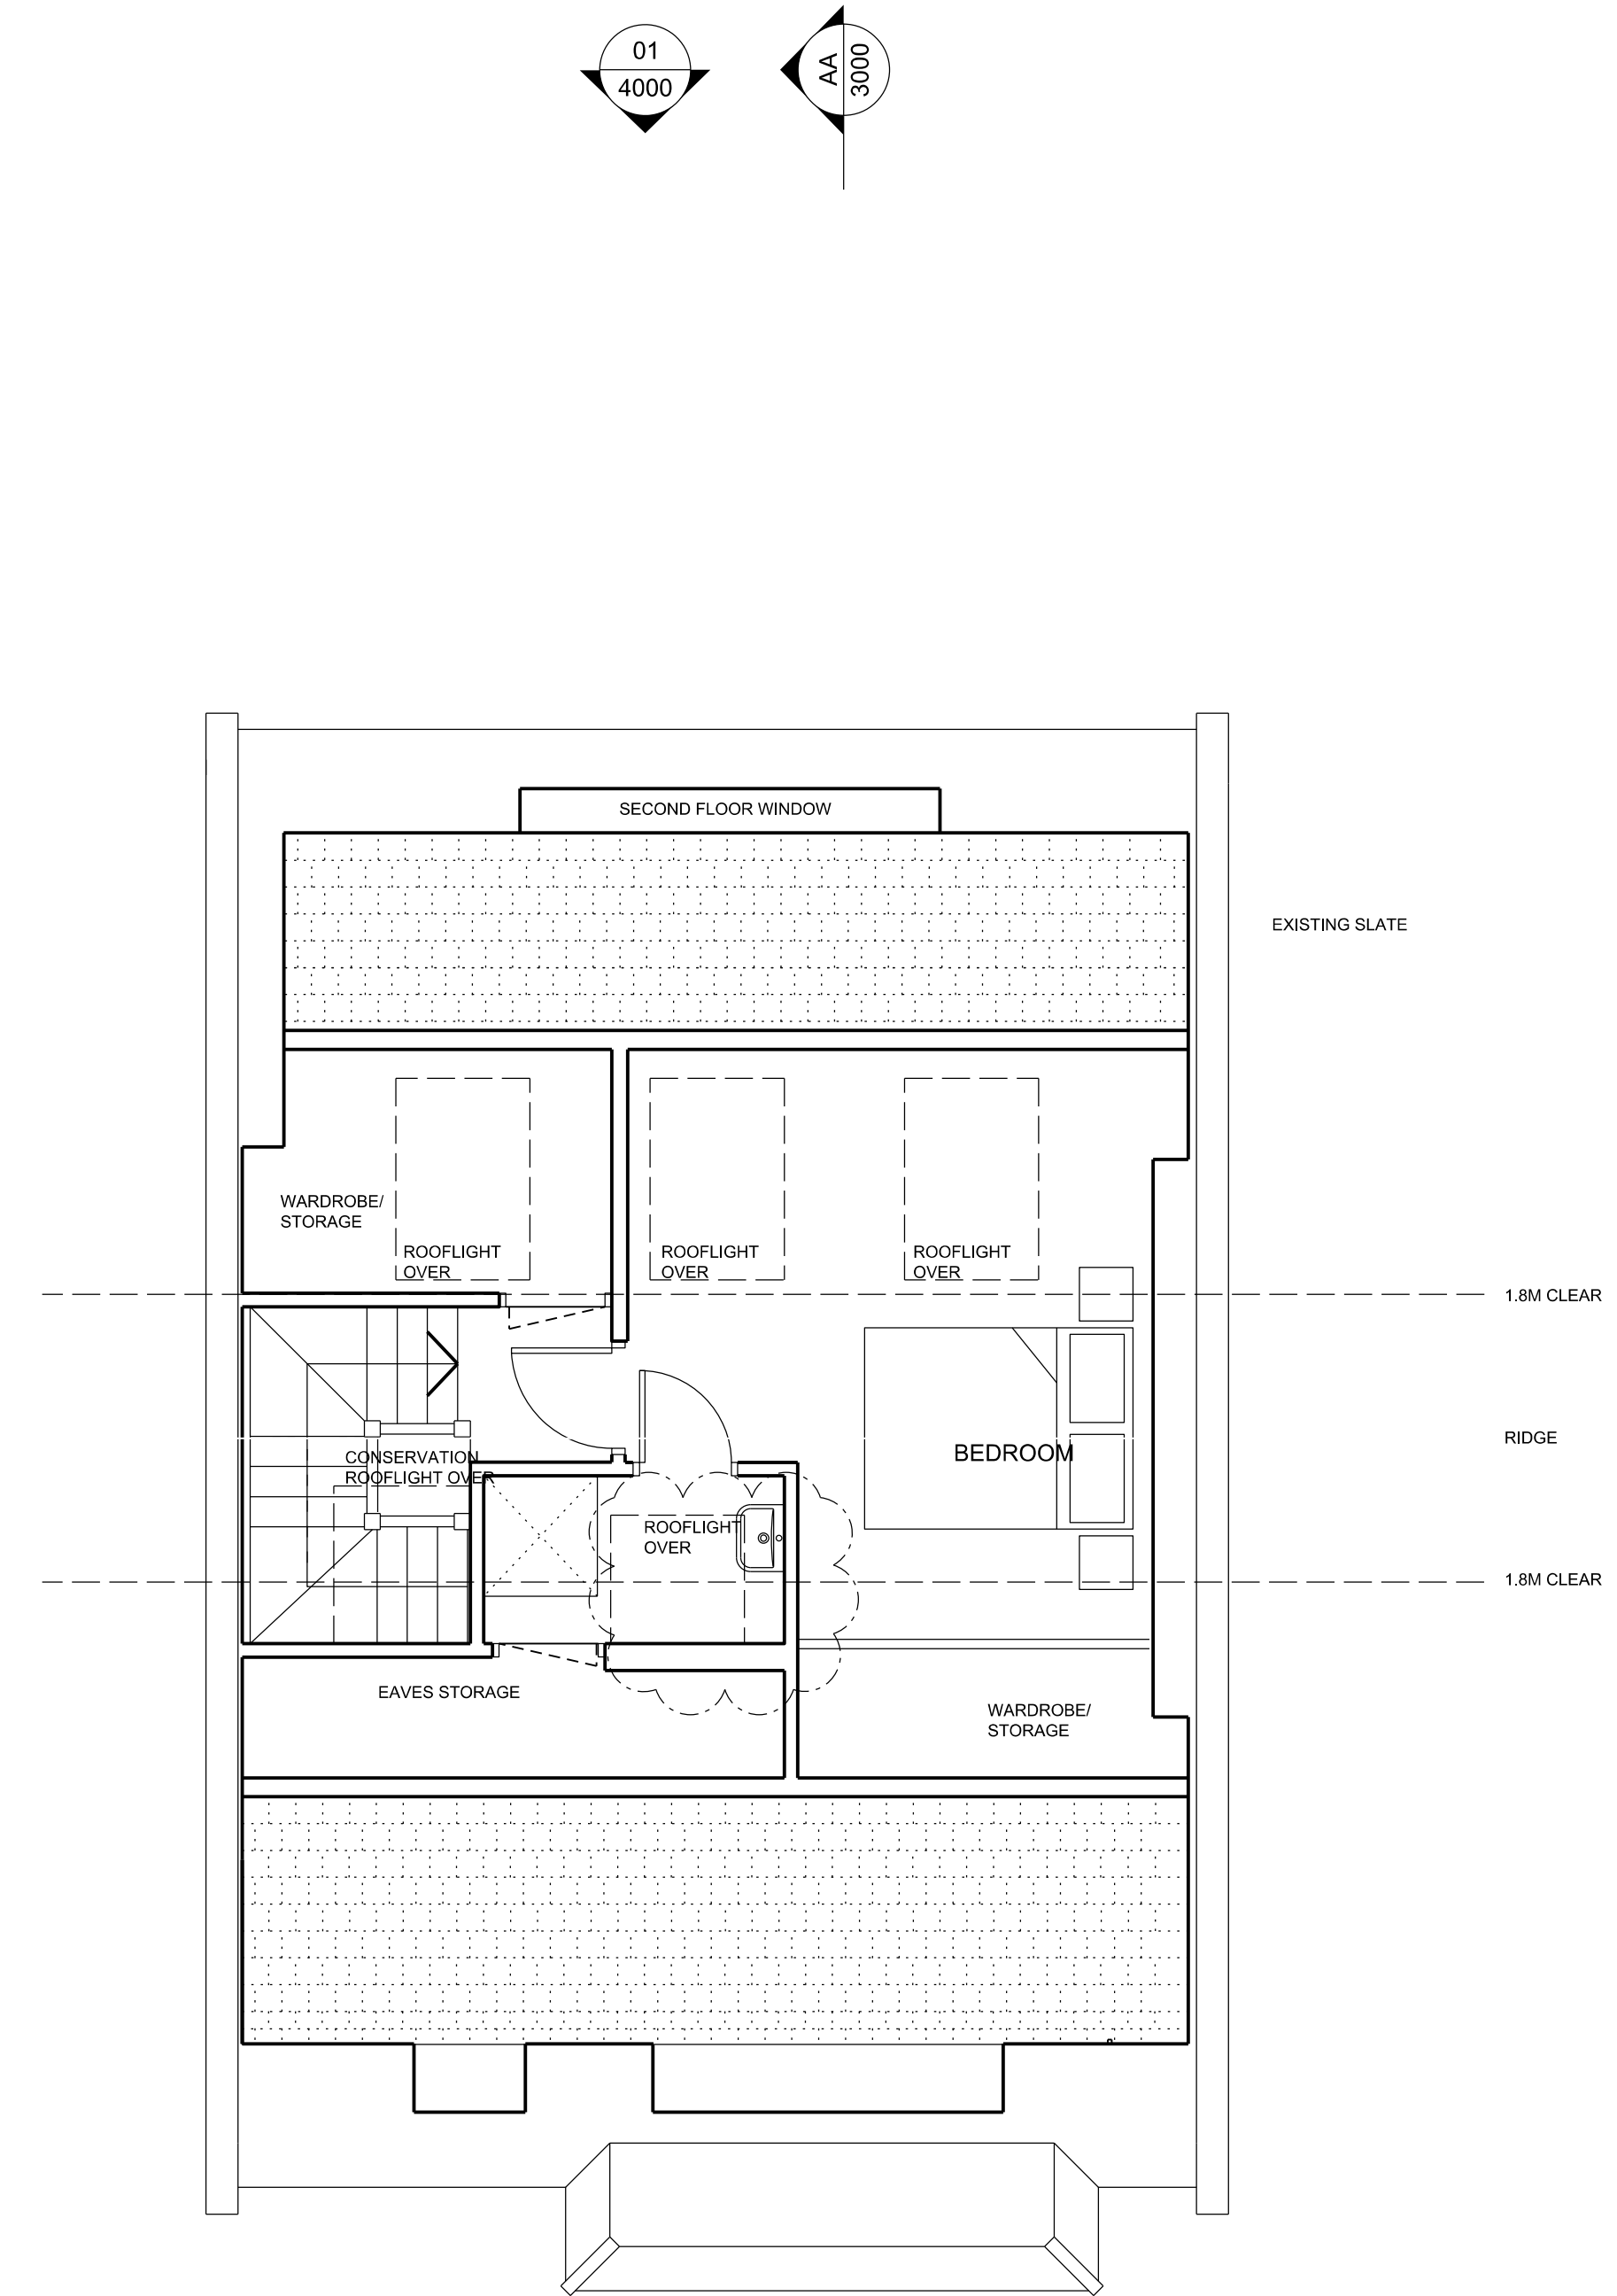 01
4000
AA
3000
SECOND FLOOR WINDOW
EXISTING SLATE
WARDROBE/
STORAGE
ROOFLIGHT
OVER
ROOFLIGHT
OVER
ROOFLIGHT
OVER
1.8M CLEAR
RIDGE
CONSERVATION
ROOFLIGHT OVER
BEDROOM
ROOFLIGHT
OVER
1.8M CLEAR
EAVES STORAGE
WARDROBE/
STORAGE